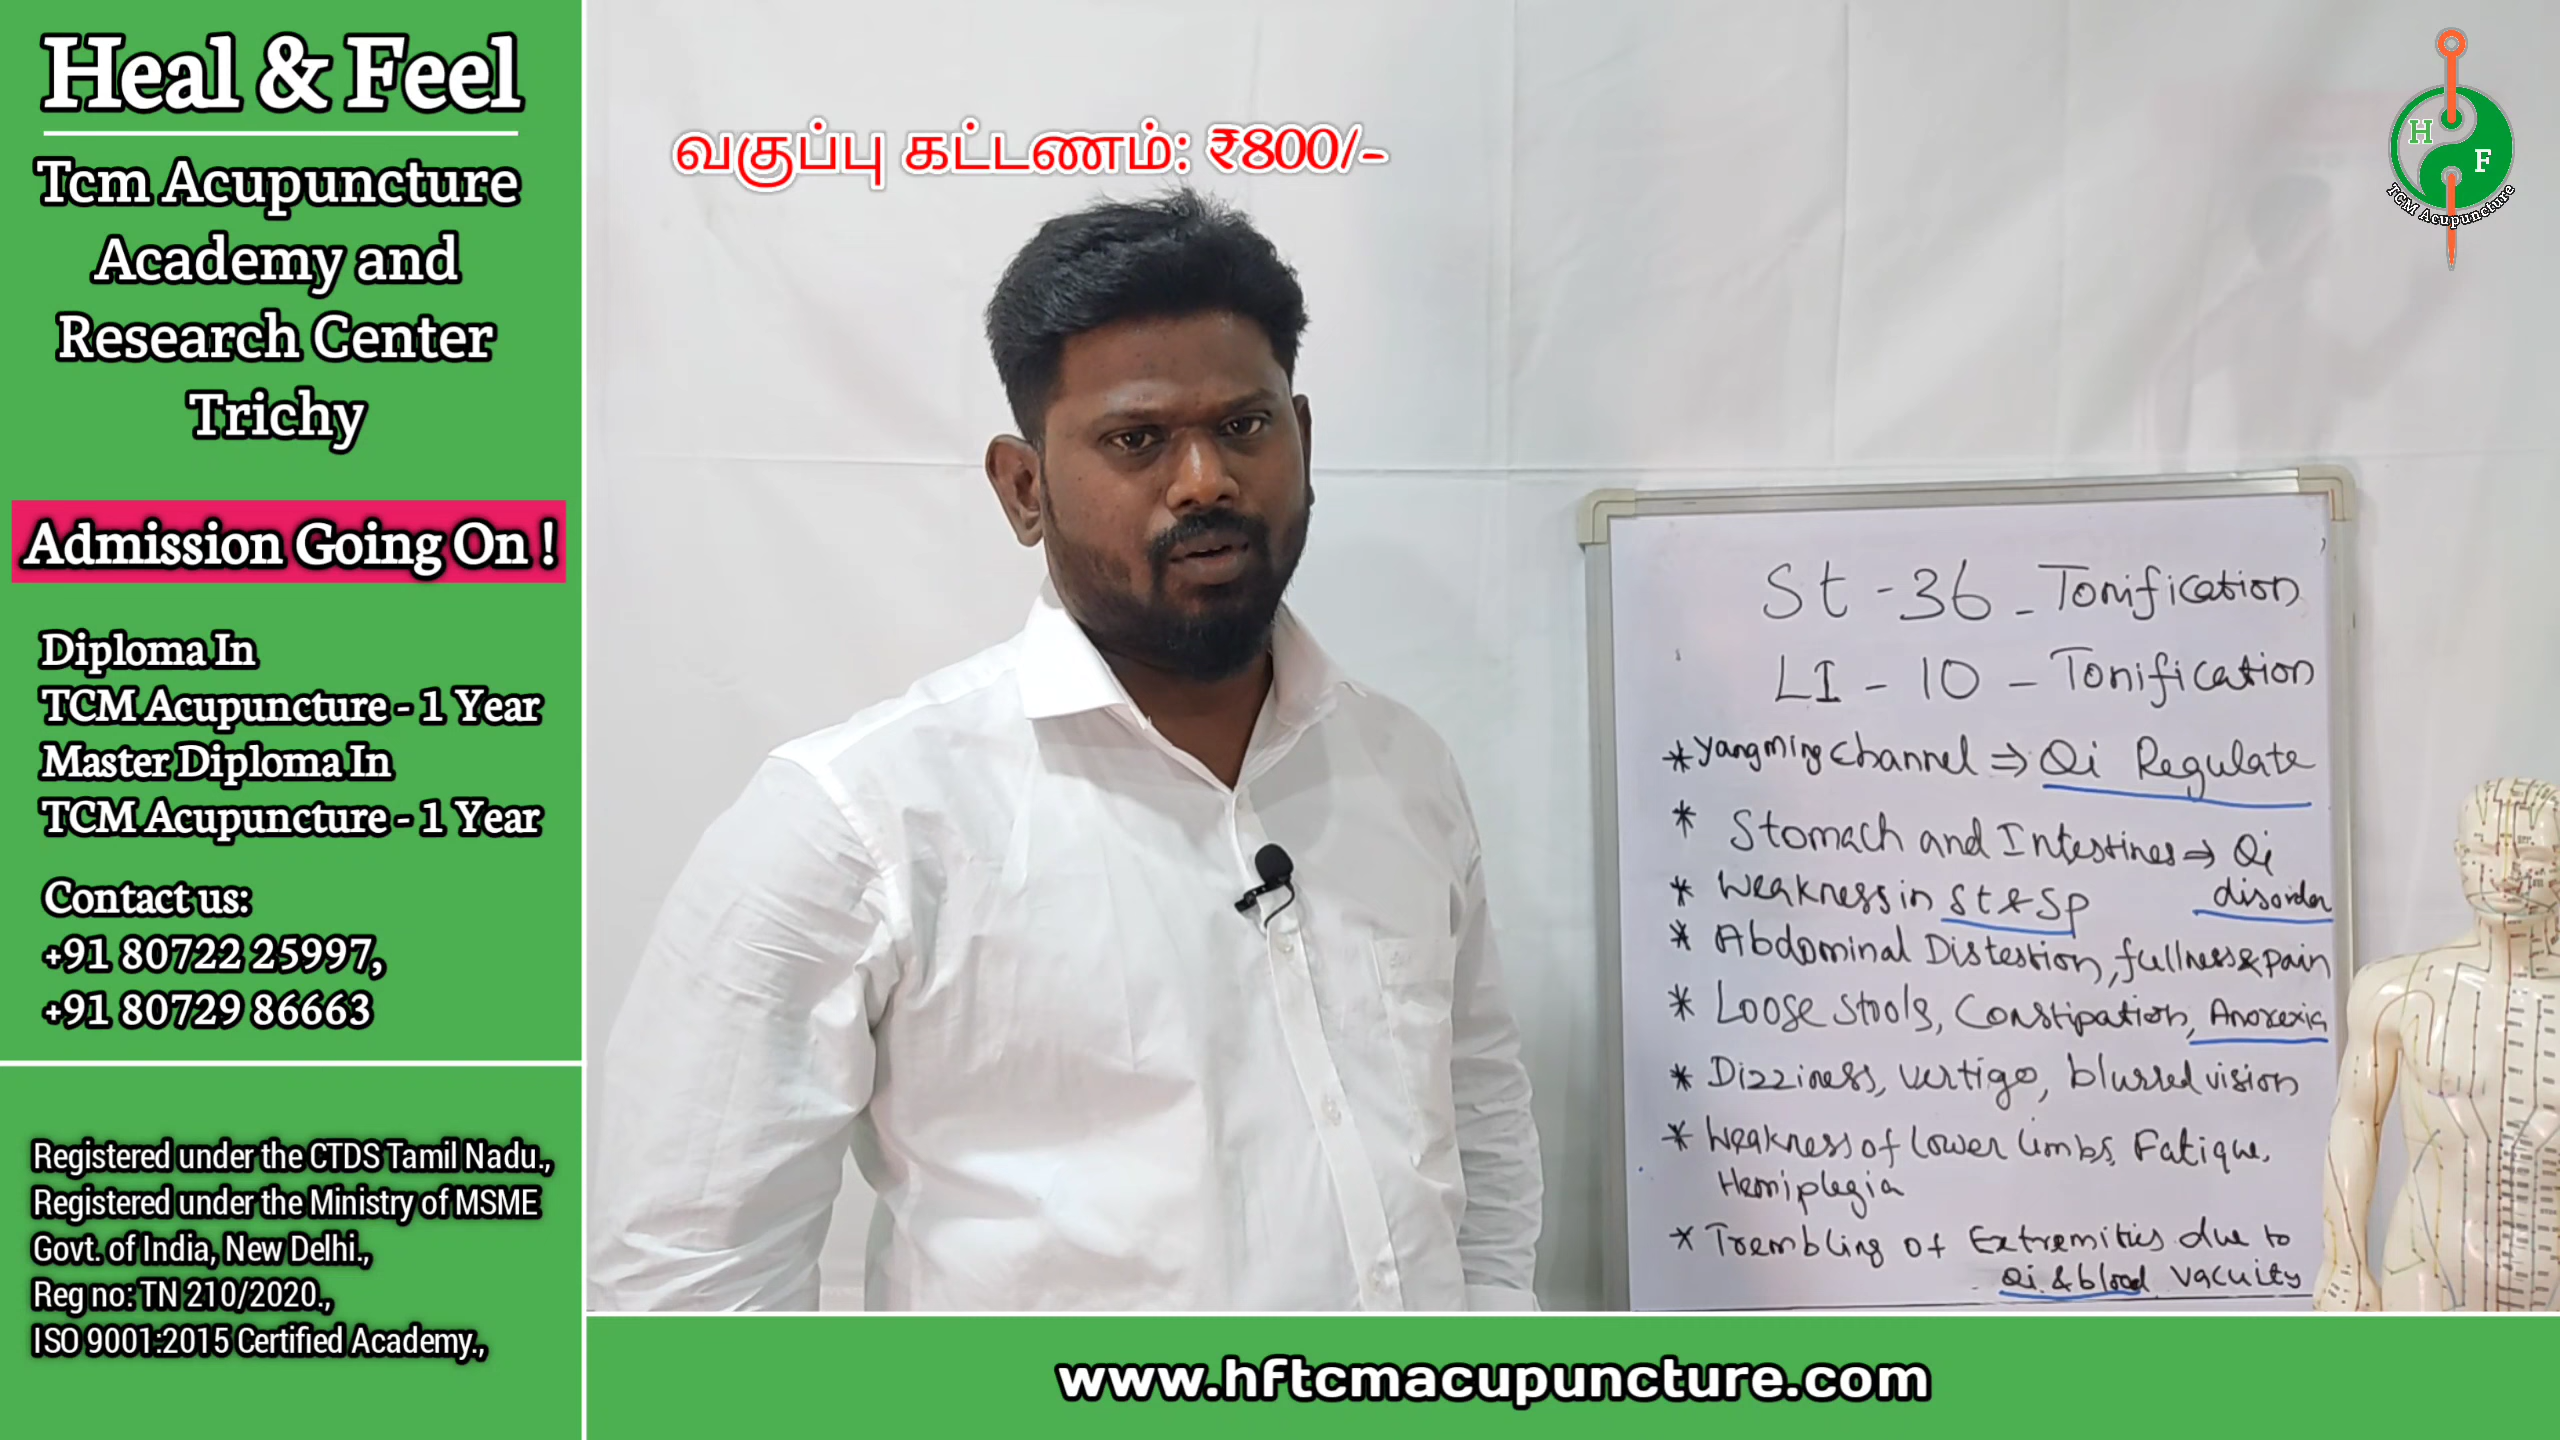 Heal & Feel
Tcm Acupuncture
Academy and
Research Center
Trichy
Admission Going On !
Diploma In
TCM Acupuncture - 1 Year
Master Diploma In
TCM Acupuncture - 1 Year
Contact us:
+91 80722 25997,
+91 80729 86663
Registered under the CTDS Tamil Nadu.,
Registered under the Ministry of MSME
Govt. of India, New Delhi.,
Reg no: TN 210/2020.,
ISO 9001:2015 Certified Academy.,
வகுப்பு கட்டணம்: ₹800/-
H
F
TCM Acupuncture
St - 36 - Tonification
LI - 10 - Tonification
* Yangming channel ⇒ Qi Regulate
* Stomach and Intestines ⇒ Qi
disorder
* Weakness in St & Sp
* Abdominal Distestion, fullness & pain
* Loose stools, Constipation, Anorexia
* Dizziness, vertigo, blurred vision
* Weakness of lower limbs, Fatique,
Hemiplegia
* Trembling of Extremities due to
Qi & blood vacuity
www.hftcmacupuncture.com